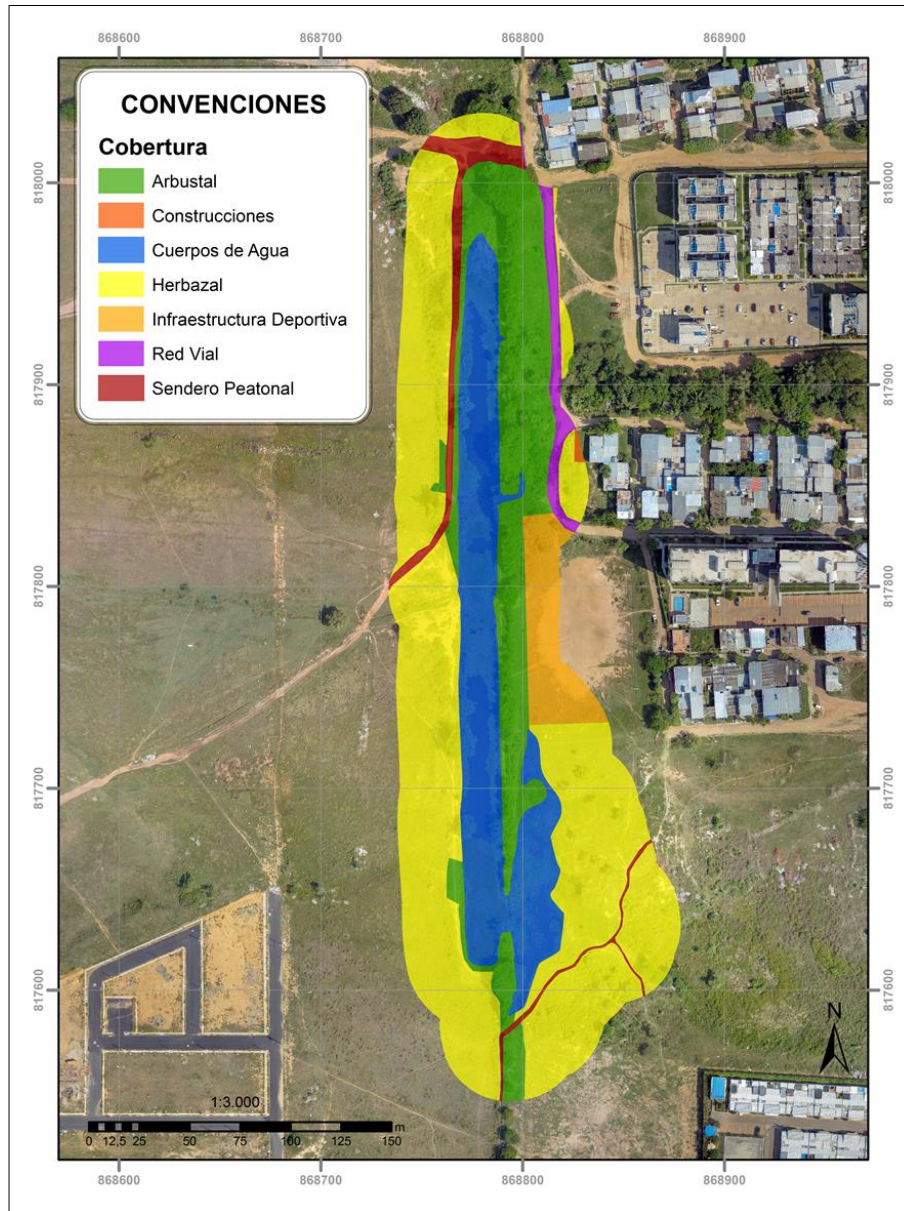 868600 868700 868800 868900
CONVENCIONES
Cobertura
Arbustal
Construcciones
Cuerpos de Agua
Herbazal
Infraestructura Deportiva
Red Vial
Sendero Peatonal
818000 818000
817900 817900
817800 817800
817700 817700
817600 817600
N
1:3.000
0 12,5 25 50 75 100 125 150 m
868600 868700 868800 868900